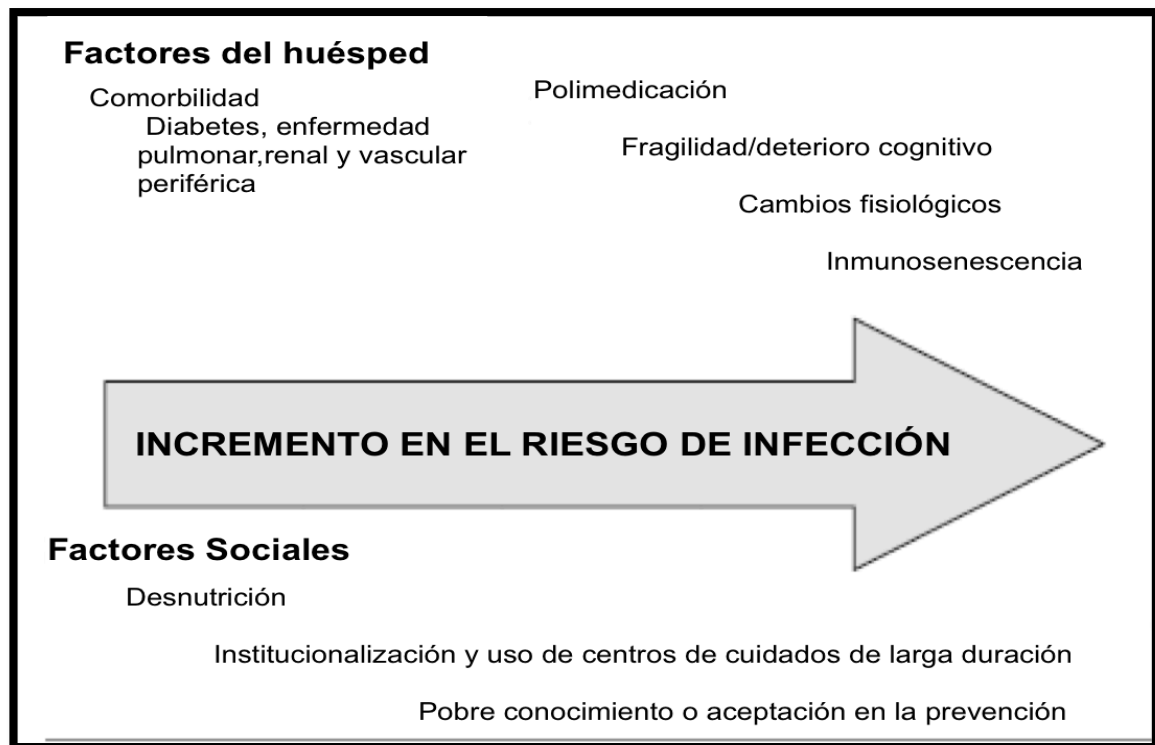 Factores del huésped
Comorbilidad
Diabetes, enfermedad
pulmonar,renal y vascular
periférica
Polimedicación
Fragilidad/deterioro cognitivo
Cambios fisiológicos
Inmunosenescencia
INCREMENTO EN EL RIESGO DE INFECCIÓN
Factores Sociales
Desnutrición
Institucionalización y uso de centros de cuidados de larga duración
Pobre conocimiento o aceptación en la prevención